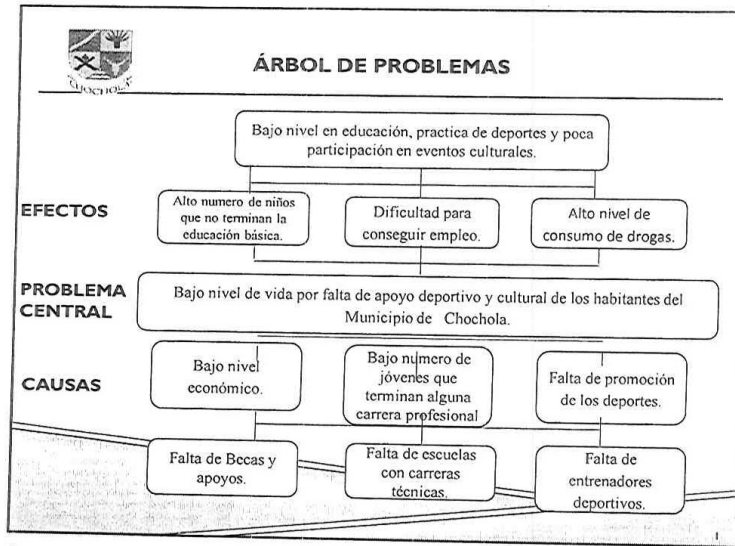 CHOCHOLÁ
ÁRBOL DE PROBLEMAS
Bajo nivel en educación, practica de deportes y poca
participación en eventos culturales.
EFECTOS
Alto numero de niños
que no terminan la
educación básica.
Dificultad para
conseguir empleo.
Alto nivel de
consumo de drogas.
PROBLEMA
CENTRAL
Bajo nivel de vida por falta de apoyo deportivo y cultural de los habitantes del
Municipio de Chochola.
CAUSAS
Bajo nivel
económico.
Bajo numero de
jóvenes que
terminan alguna
carrera profesional
Falta de promoción
de los deportes.
Falta de Becas y
apoyos.
Falta de escuelas
con carreras
técnicas.
Falta de
entrenadores
deportivos.
1